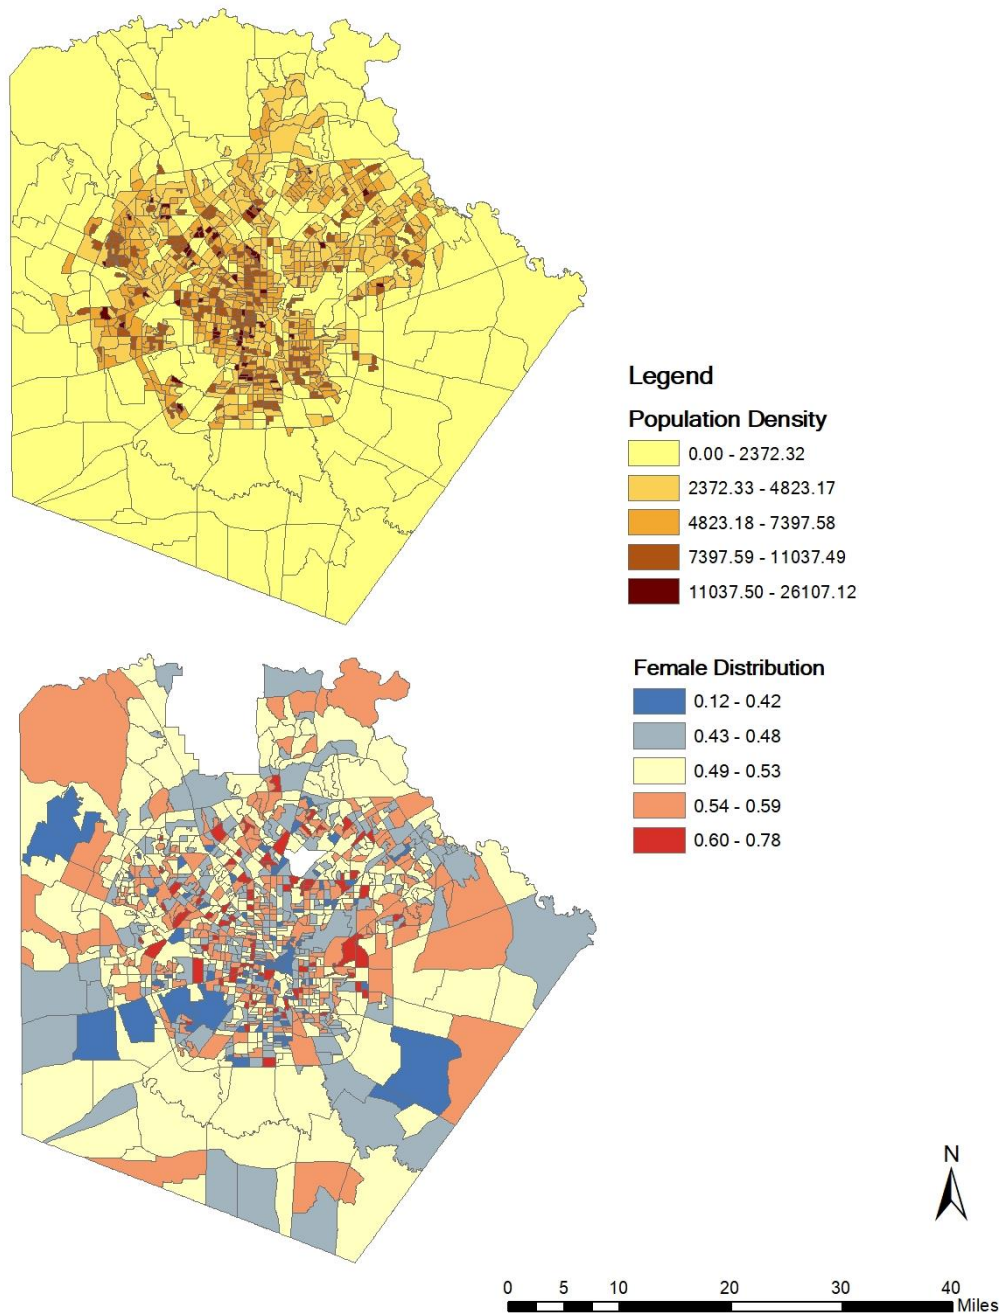 Legend
Population Density
0.00 - 2372.32
2372.33 - 4823.17
4823.18 - 7397.58
7397.59 - 11037.49
11037.50 - 26107.12
Female Distribution
0.12 - 0.42
0.43 - 0.48
0.49 - 0.53
0.54 - 0.59
0.60 - 0.78
N
0 5 10 20 30 40
Miles